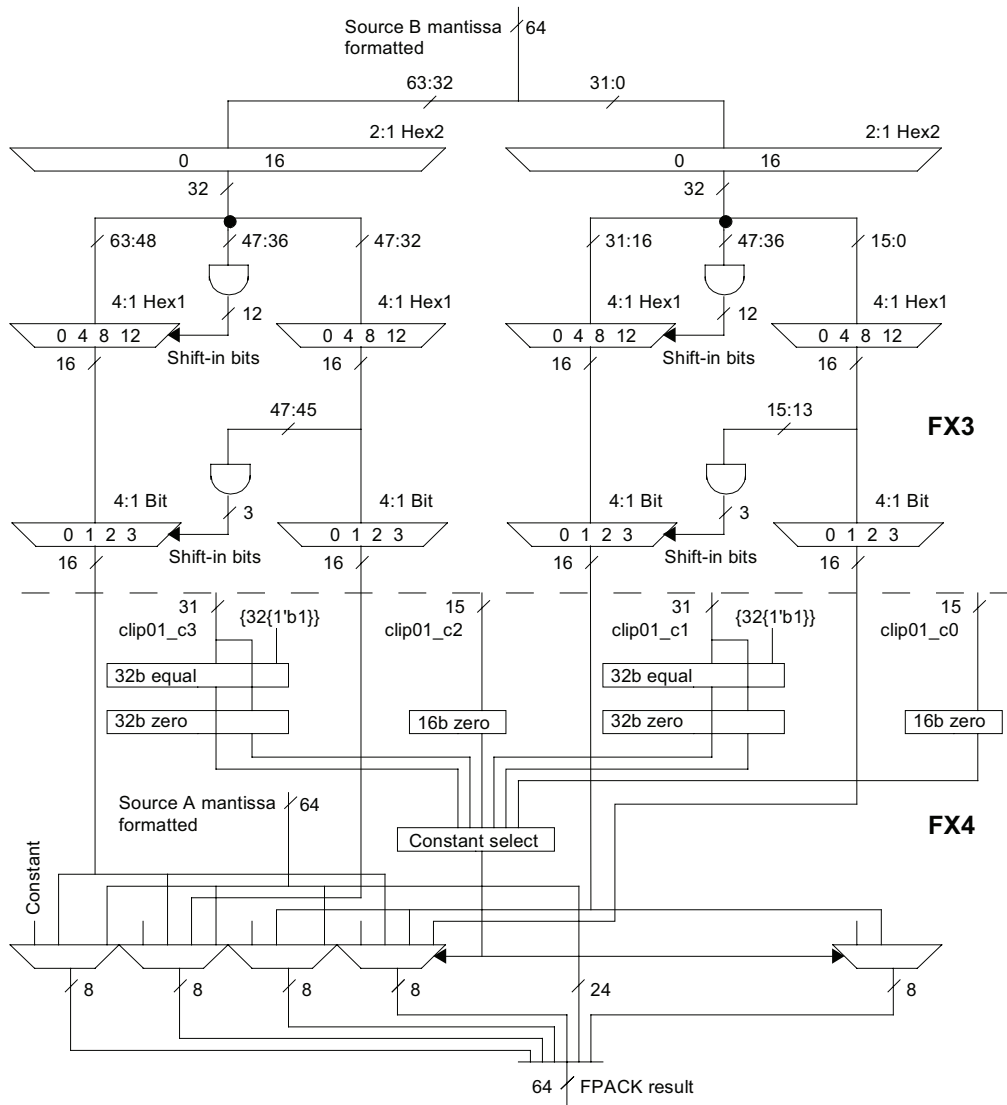 Source B mantissa
formatted
64
63:32
31:0
2:1 Hex2
2:1 Hex2
0 16
0 16
32
32
63:48
47:36
47:32
31:16
47:36
15:0
4:1 Hex1
12
4:1 Hex1
4:1 Hex1
12
4:1 Hex1
0 4 8 12
0 4 8 12
0 4 8 12
0 4 8 12
Shift-in bits
Shift-in bits
16
16
16
16
47:45
15:13
FX3
4:1 Bit
3
4:1 Bit
4:1 Bit
3
4:1 Bit
0 1 2 3
0 1 2 3
0 1 2 3
0 1 2 3
Shift-in bits
Shift-in bits
16
16
16
16
31
{32{1'b1}}
15
31
{32{1'b1}}
15
clip01_c3
clip01_c2
clip01_c1
clip01_c0
32b equal
32b equal
32b zero
16b zero
32b zero
16b zero
Source A mantissa
formatted
64
FX4
Constant select
Constant
8
8
8
8
24
8
64
FPACK result